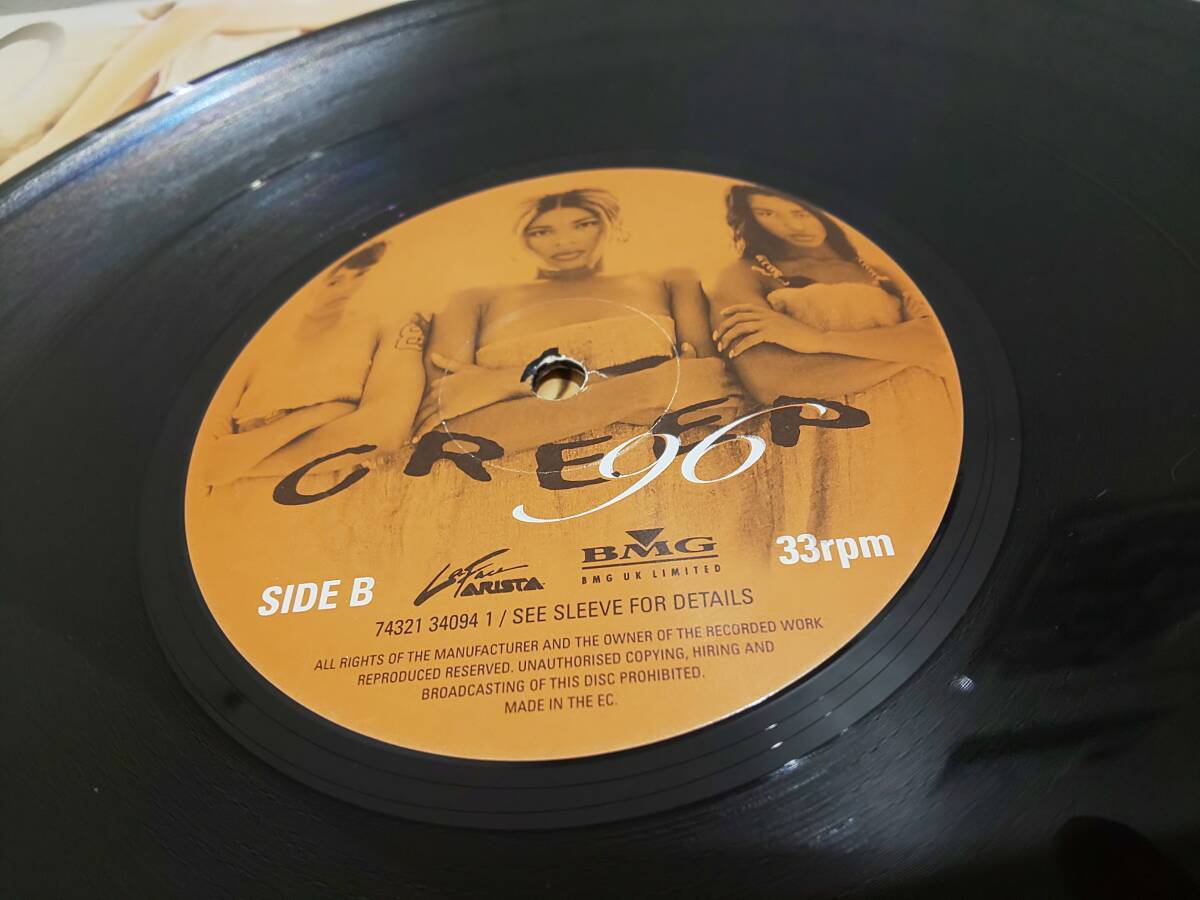 CREEP
96
SIDE B
LaFace
ARISTA
BMG
BMG UK LIMITED
33rpm
74321 34094 1 / SEE SLEEVE FOR DETAILS
ALL RIGHTS OF THE MANUFACTURER AND THE OWNER OF THE RECORDED WORK
REPRODUCED RESERVED. UNAUTHORISED COPYING, HIRING AND
BROADCASTING OF THIS DISC PROHIBITED.
MADE IN THE EC.